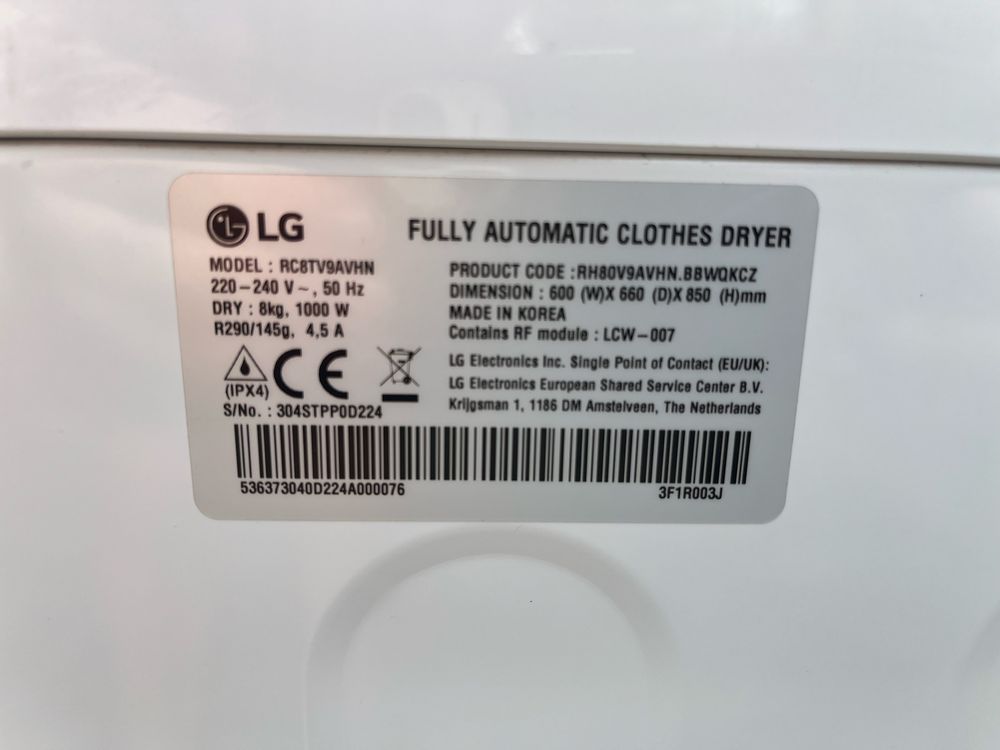 LG
FULLY AUTOMATIC CLOTHES DRYER
MODEL : RC8TV9AVHN
220-240 V~, 50 Hz
DRY : 8kg, 1000 W
R290/145g, 4,5 A
(IPX4)
CE
S/No. : 304STPP0D224
PRODUCT CODE :RH80V9AVHN.BBWQKCZ
DIMENSION : 600 (W)X 660 (D)X 850 (H)mm
MADE IN KOREA
Contains RF module : LCW-007
LG Electronics Inc. Single Point of Contact (EU/UK):
LG Electronics European Shared Service Center B.V.
Krijgsman 1, 1186 DM Amstelveen, The Netherlands
536373040D224A000076
3F1R003J